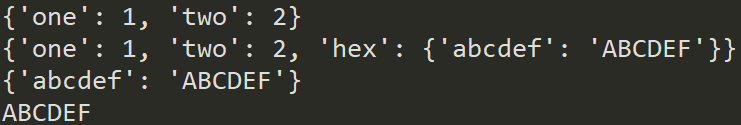 {'one': 1, 'two': 2}
{'one': 1, 'two': 2, 'hex': {'abcdef': 'ABCDEF'}}
{'abcdef': 'ABCDEF'}
ABCDEF